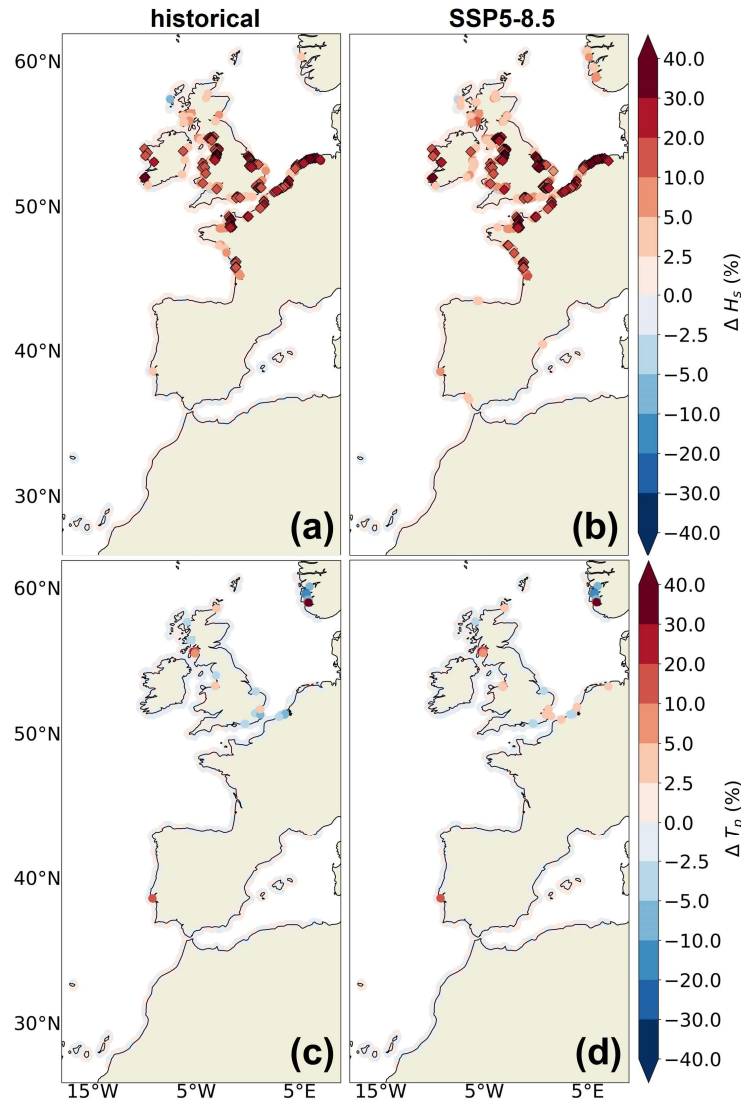 historical
SSP5-8.5
60°N
50°N
40°N
30°N
(a)
(b)
40.0
30.0
20.0
10.0
5.0
2.5
0.0
−2.5
−5.0
−10.0
−20.0
−30.0
−40.0
Δ Hs (%)
60°N
50°N
40°N
30°N
(c)
(d)
15°W
5°W
5°E
15°W
5°W
5°E
40.0
30.0
20.0
10.0
5.0
2.5
0.0
−2.5
−5.0
−10.0
−20.0
−30.0
−40.0
Δ Tp (%)